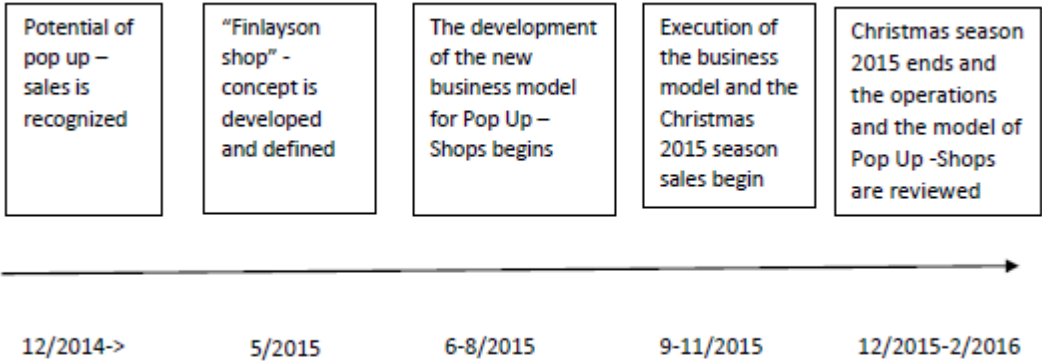 Potential of
pop up –
sales is
recognized
“Finlayson
shop” -
concept is
developed
and defined
The development
of the new
business model
for Pop Up –
Shops begins
Execution of
the business
model and the
Christmas
2015 season
sales begin
Christmas season
2015 ends and
the operations
and the model of
Pop Up -Shops
are reviewed
12/2014->
5/2015
6-8/2015
9-11/2015
12/2015-2/2016